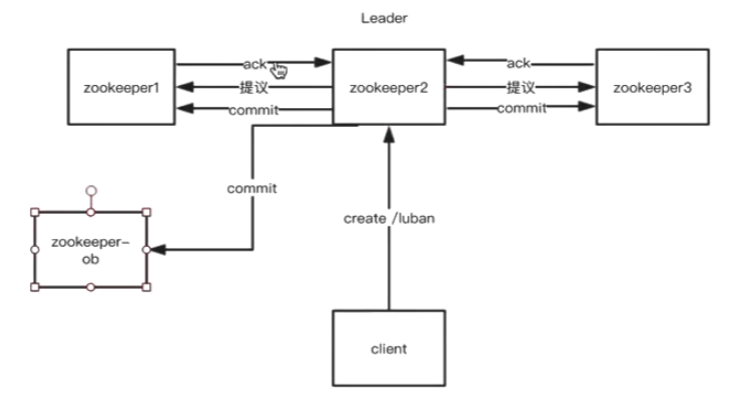 Leader
ack
ack
zookeeper1
提议
zookeeper2
提议
zookeeper3
commit
commit
commit
zookeeper-
ob
create /luban
client